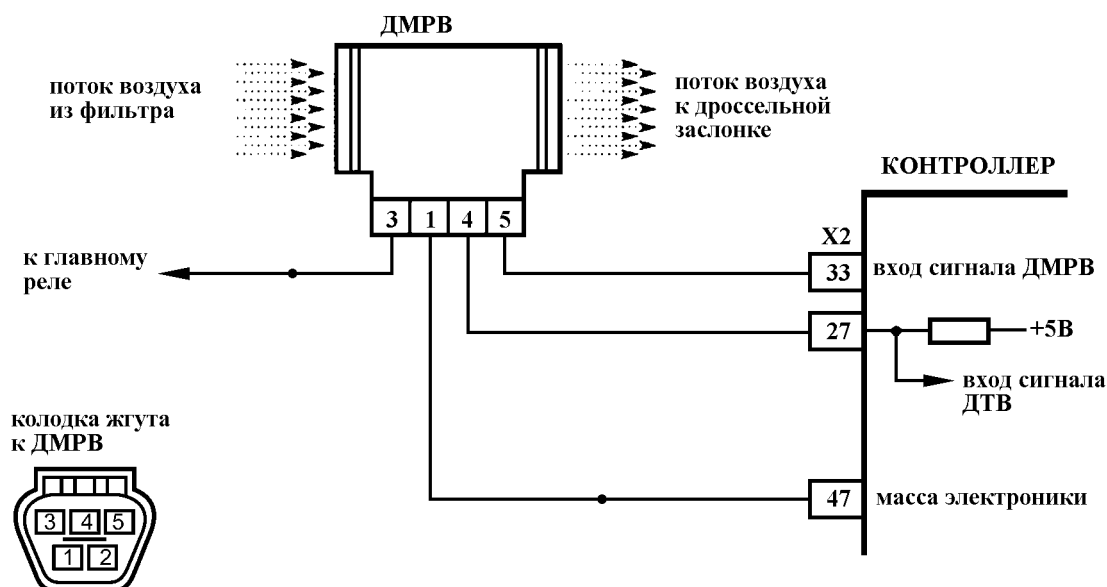 ДМРВ
поток воздуха
из фильтра
поток воздуха
к дроссельной
заслонке
КОНТРОЛЛЕР
3 1 4 5
X2
к главному
реле
33 вход сигнала ДМРВ
27 +5В
вход сигнала
ДТВ
колодка жгута
к ДМРВ
47 масса электроники
3 4 5
1 2